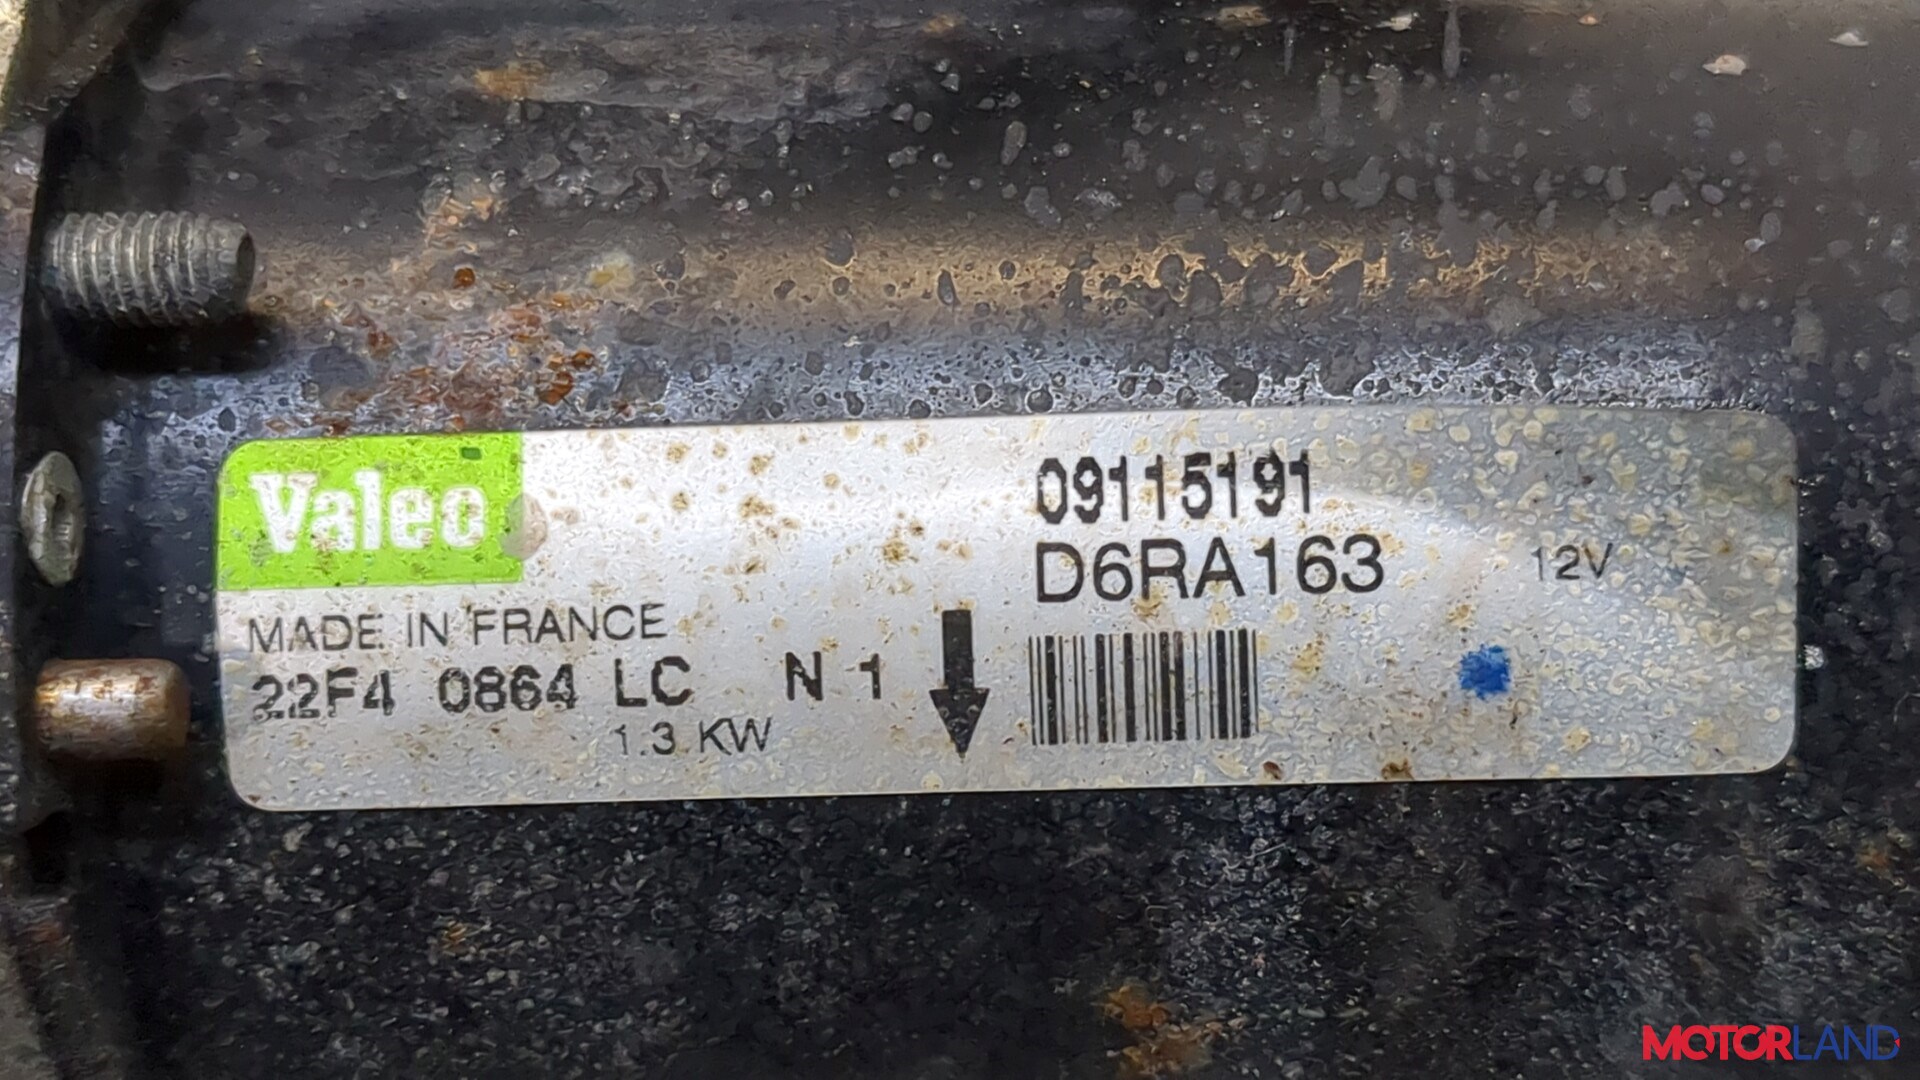 Valeo
09115191
D6RA163
12V
MADE IN FRANCE
22F4 0864 LC N 1
1.3 KW
MOTORLAND